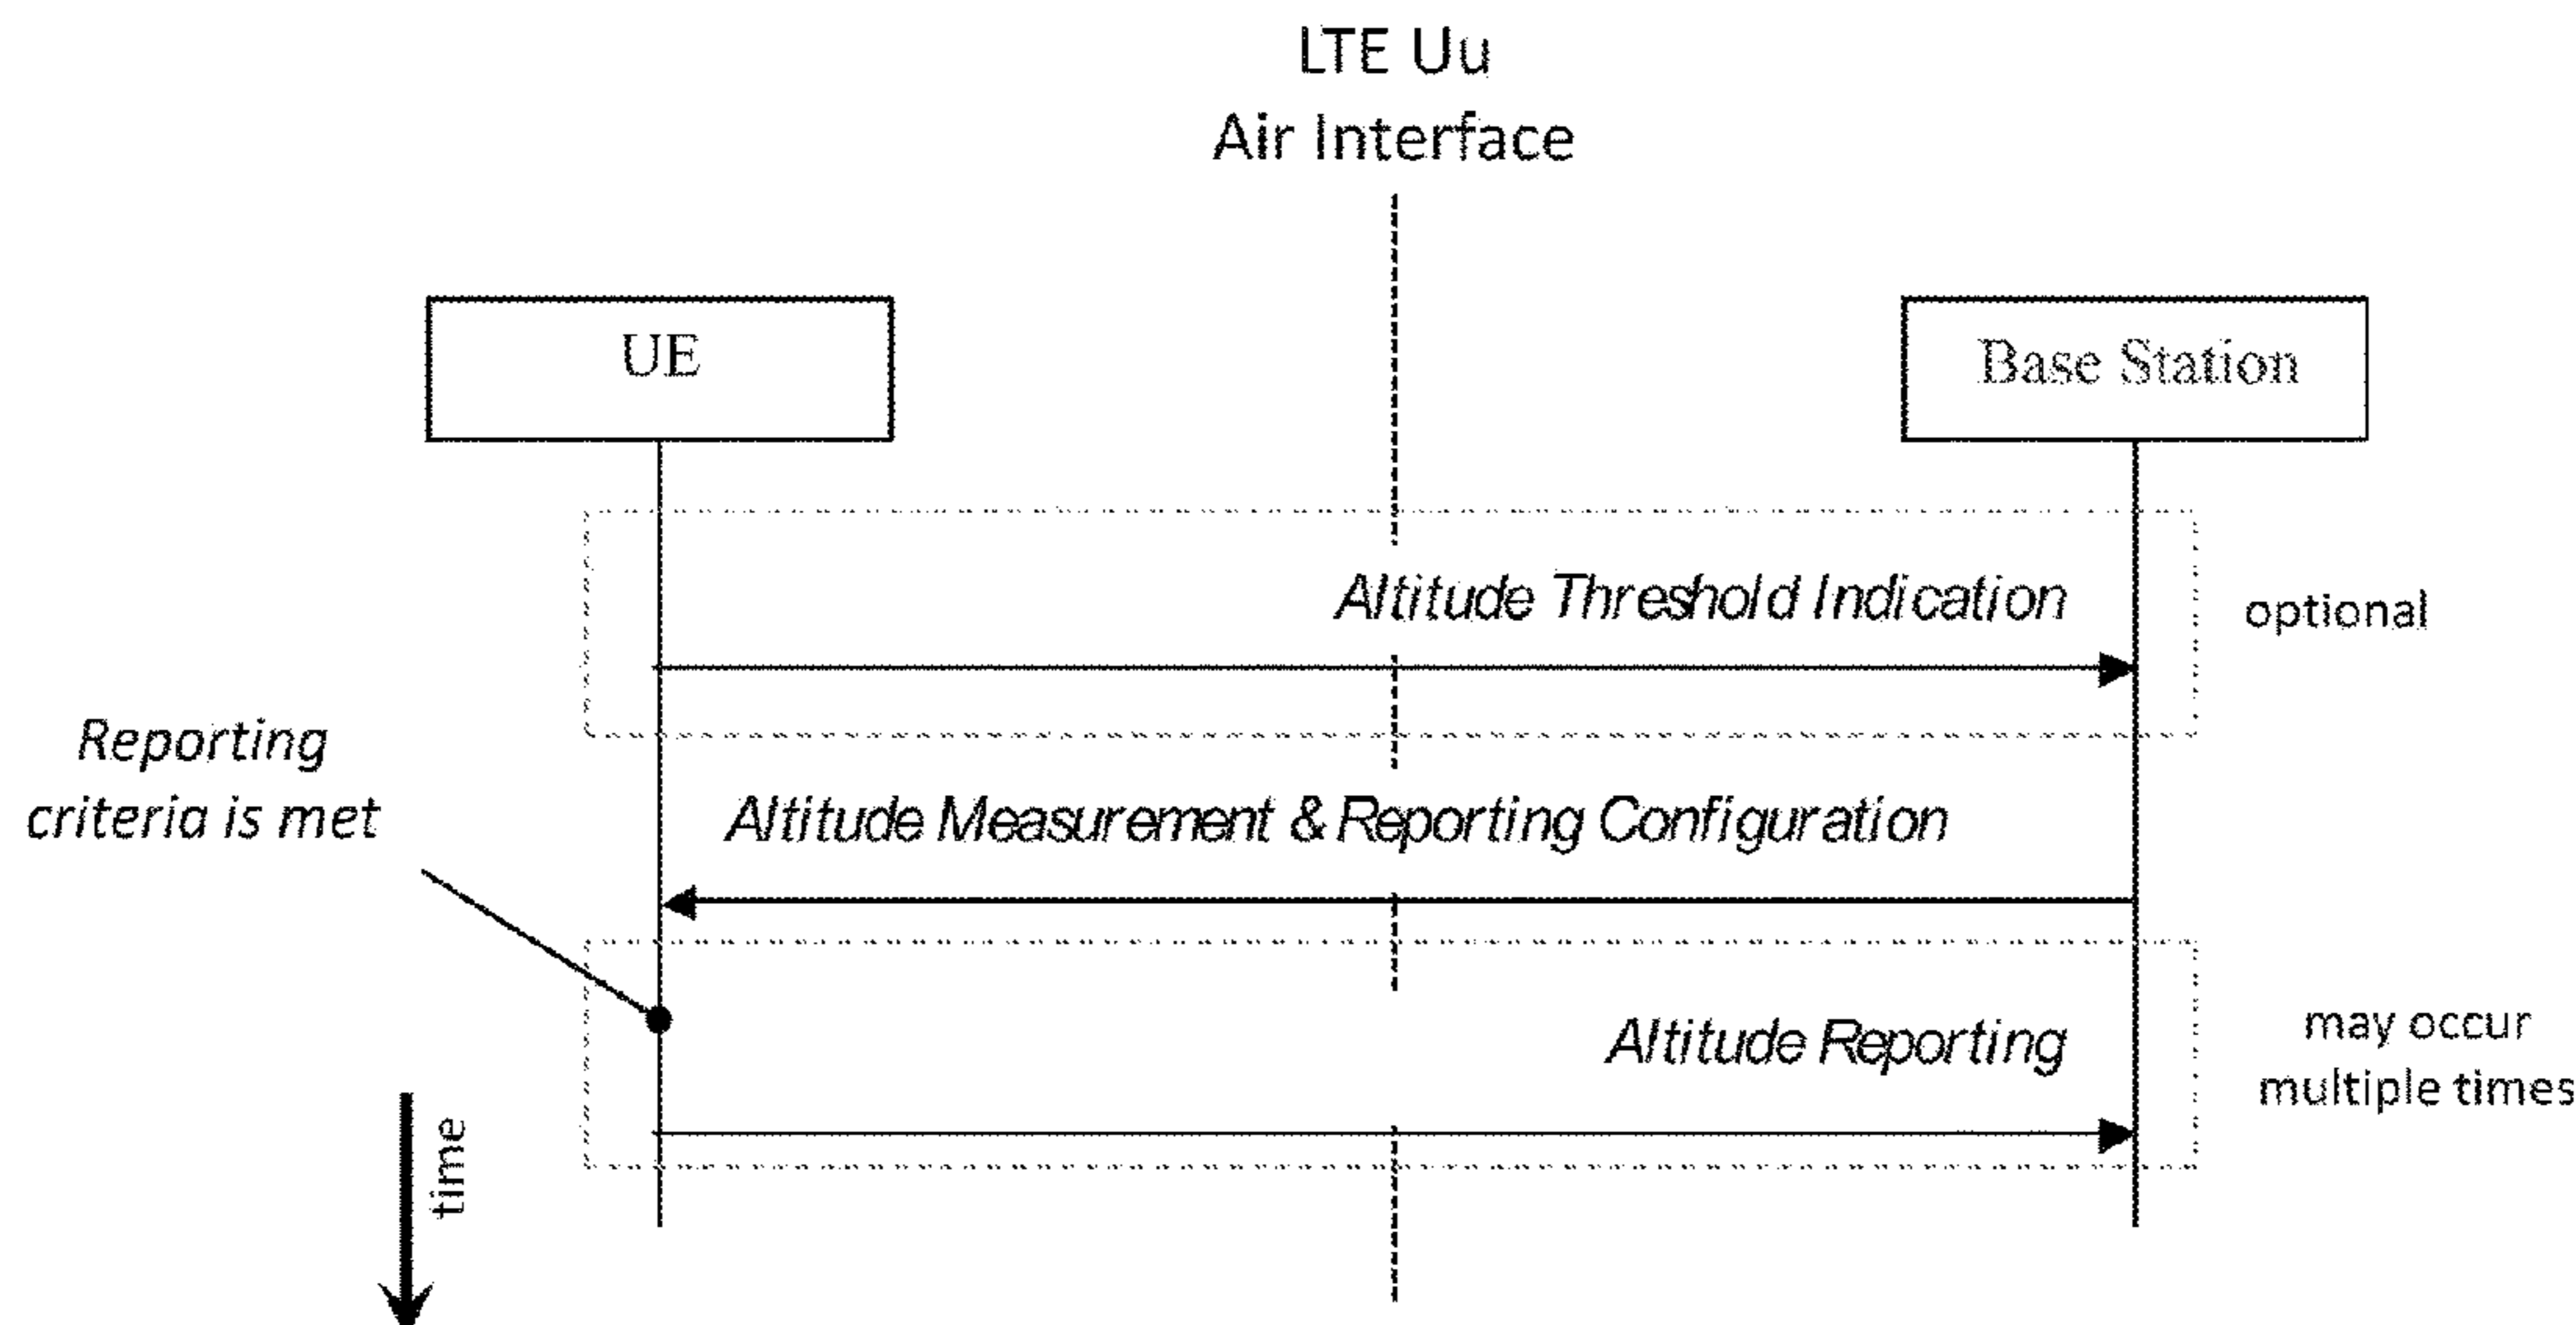 LTE Uu
Air Interface
UE
Base Station
Altitude Threshold Indication
optional
Reporting
criteria is met
Altitude Measurement & Reporting Configuration
Altitude Reporting
may occur
multiple times
time